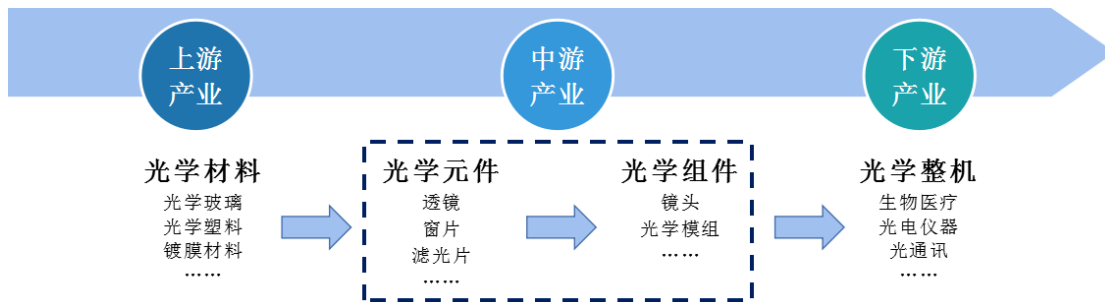 上游
产业
中游
产业
下游
产业
光学材料
光学玻璃
光学塑料
镀膜材料
……
光学元件
透镜
窗片
滤光片
……
光学组件
镜头
光学模组
……
光学整机
生物医疗
光电仪器
光通讯
……